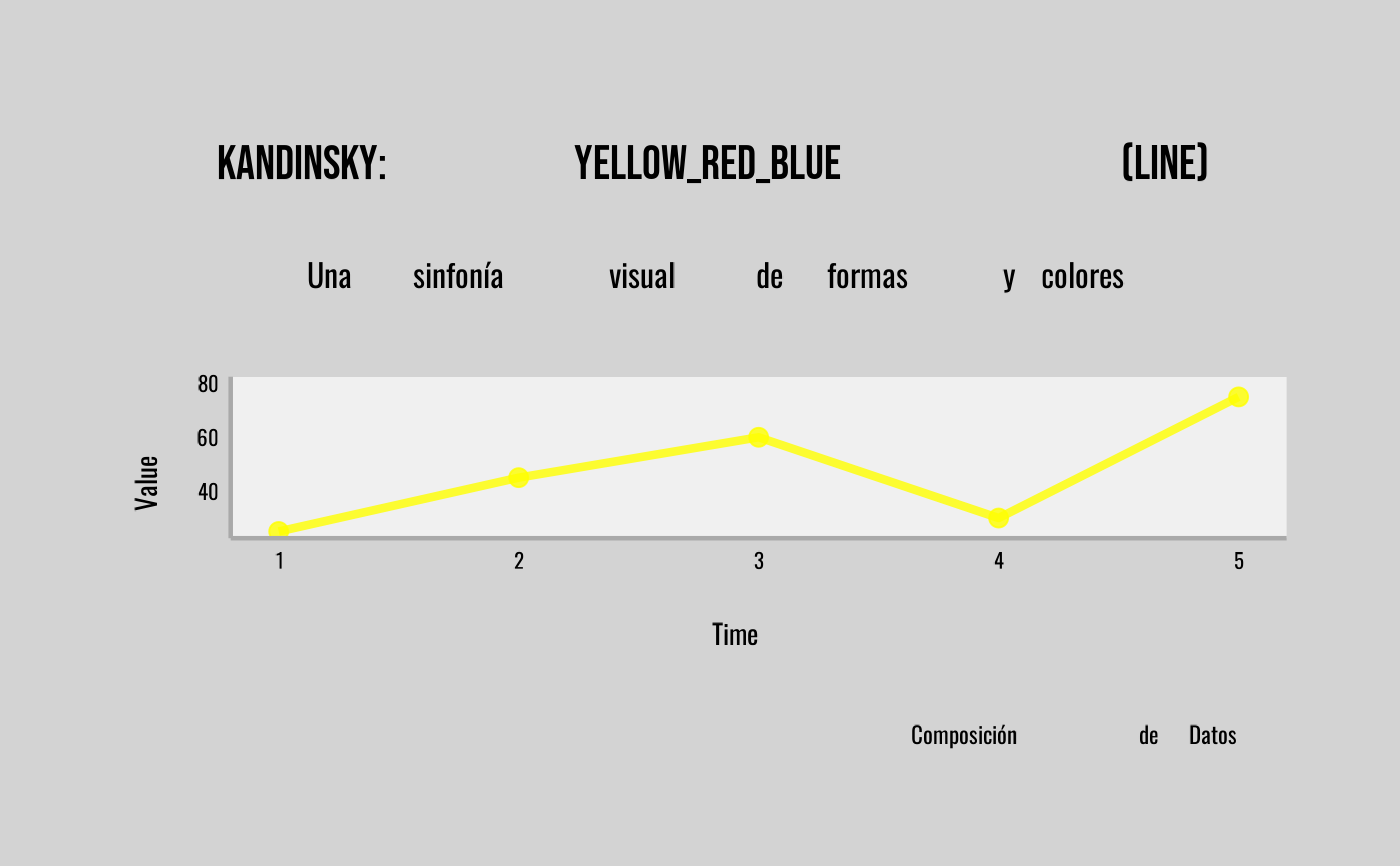 KANDINSKY: YELLOW_RED_BLUE (LINE)
Una sinfonía visual de formas y colores
80
60
40
Value
1 2 3 4 5
Time
Composición de Datos